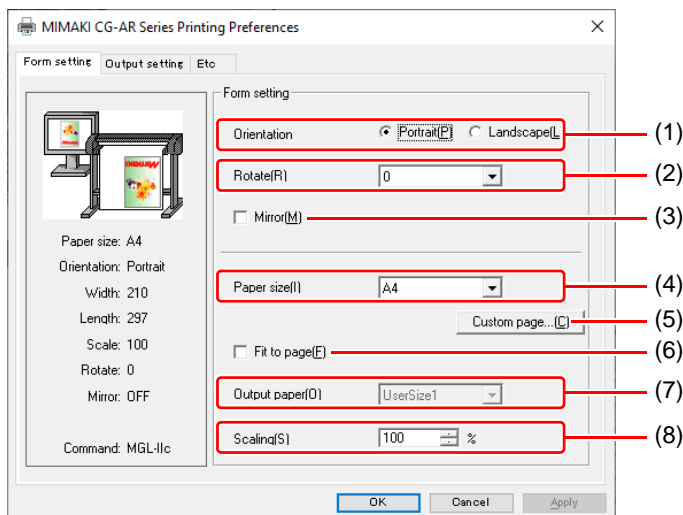 MIMAKI CG-AR Series Printing Preferences
Form setting Output setting Etc
Form setting
Orientation Portrait(P) Landscape(L (1)
Rotate(R) 0 (2)
Mirror(M) (3)
Mimaki
Paper size: A4
Orientation: Portrait
Width: 210
Length: 297
Scale: 100
Rotate: 0
Mirror: OFF
Command: MGL-IIc
Paper size(I) A4 (4)
Custom page...(C) (5)
Fit to page(F) (6)
Output paper(O) UserSize1 (7)
Scaling(S) 100 % (8)
OK Cancel Apply